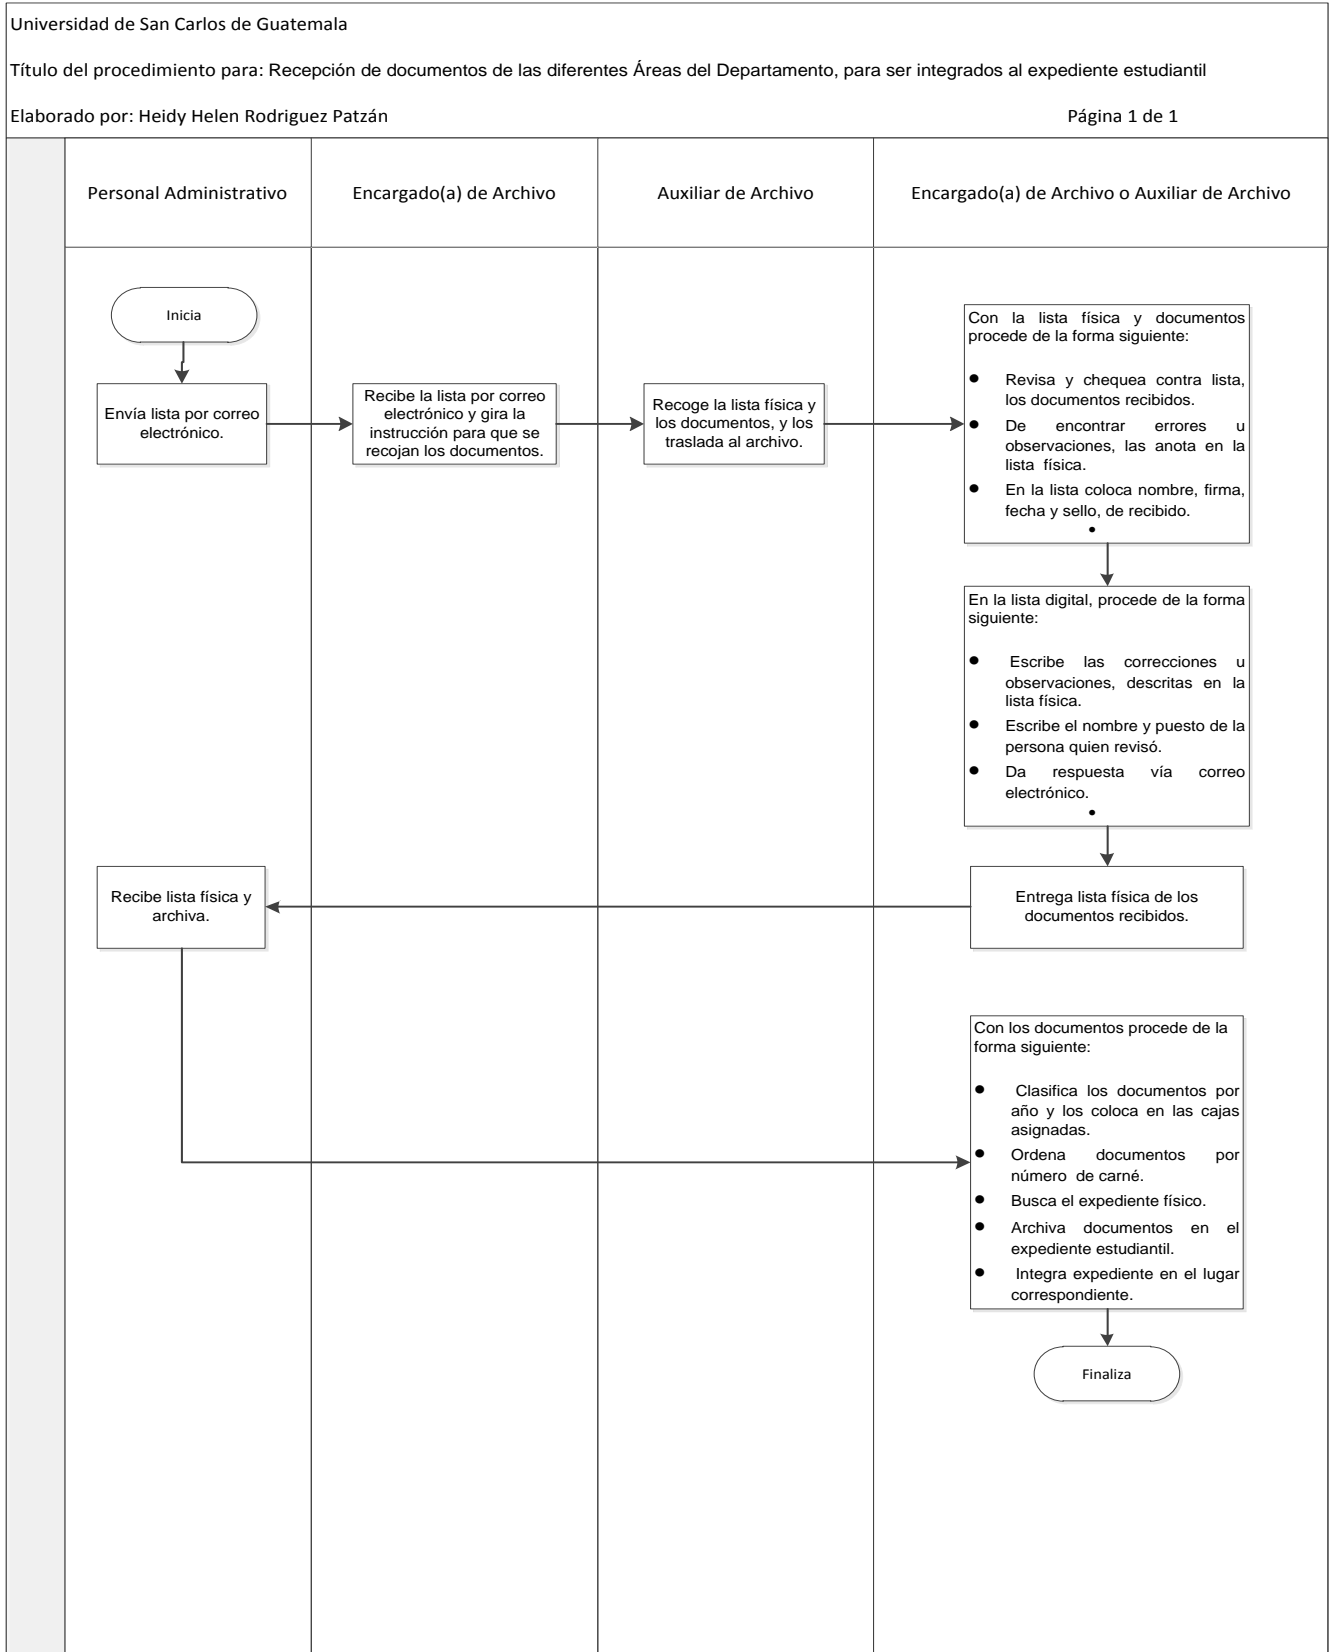 Universidad de San Carlos de Guatemala
Título del procedimiento para: Recepción de documentos de las diferentes Áreas del Departamento, para ser integrados al expediente estudiantil
Elaborado por: Heidy Helen Rodriguez Patzán
Página 1 de 1
Personal Administrativo
Encargado(a) de Archivo
Auxiliar de Archivo
Encargado(a) de Archivo o Auxiliar de Archivo
Inicia
Envía lista por correo
electrónico.
Recibe la lista por correo
electrónico y gira la
instrucción para que se
recojan los documentos.
Recoge la lista física y
los documentos, y los
traslada al archivo.
Con la lista física y documentos
procede de la forma siguiente:
● Revisa y chequea contra lista,
los documentos recibidos.
● De encontrar errores u
observaciones, las anota en la
lista física.
● En la lista coloca nombre, firma,
fecha y sello, de recibido.
●
En la lista digital, procede de la forma
siguiente:
● Escribe las correcciones u
observaciones, descritas en la
lista física.
● Escribe el nombre y puesto de la
persona quien revisó.
● Da respuesta vía correo
electrónico.
●
Recibe lista física y
archiva.
Entrega lista física de los
documentos recibidos.
Con los documentos procede de la
forma siguiente:
● Clasifica los documentos por
año y los coloca en las cajas
asignadas.
● Ordena documentos por
número de carné.
● Busca el expediente físico.
● Archiva documentos en el
expediente estudiantil.
● Integra expediente en el lugar
correspondiente.
Finaliza